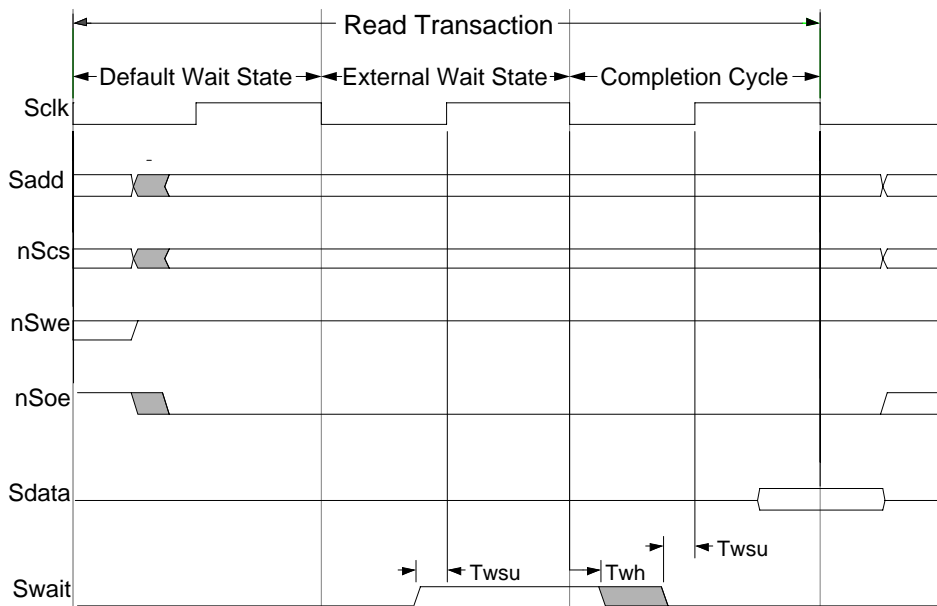 Read Transaction
Default Wait State
External Wait State
Completion Cycle
Sclk
Sadd
nScs
nSwe
nSoe
Sdata
Twsu
Swait
Twsu
Twh